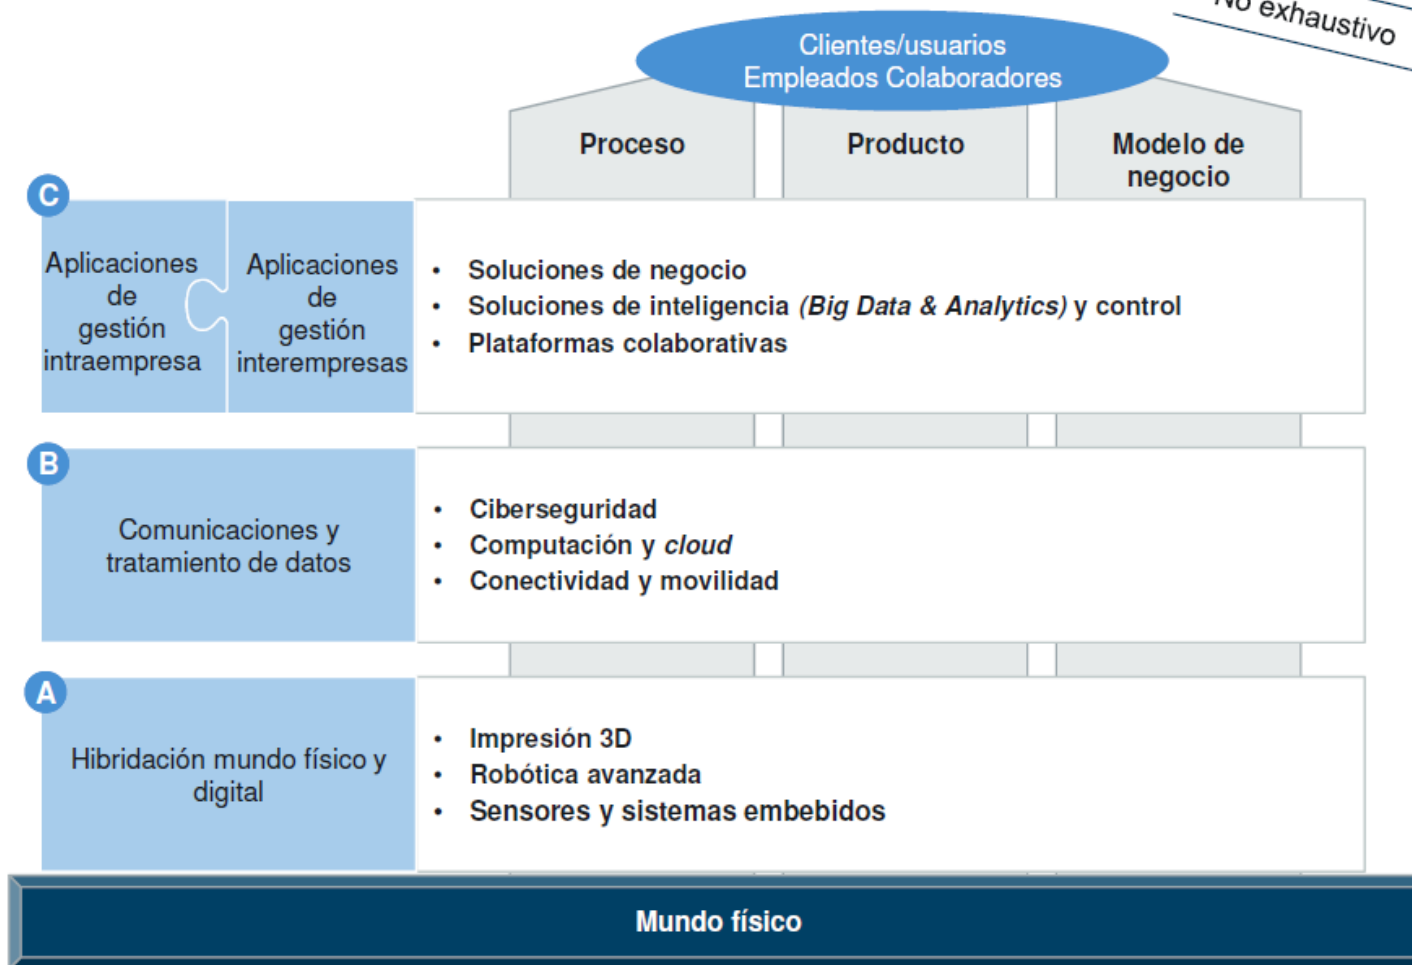 No exhaustivo
Clientes/usuarios
Empleados Colaboradores
Proceso
Producto
Modelo de
negocio
C
Aplicaciones
de
gestión
intraempresa
Aplicaciones
de
gestión
interempresas
• Soluciones de negocio
• Soluciones de inteligencia (Big Data & Analytics) y control
• Plataformas colaborativas
B
Comunicaciones y
tratamiento de datos
• Ciberseguridad
• Computación y cloud
• Conectividad y movilidad
A
Hibridación mundo físico y
digital
• Impresión 3D
• Robótica avanzada
• Sensores y sistemas embebidos
Mundo físico